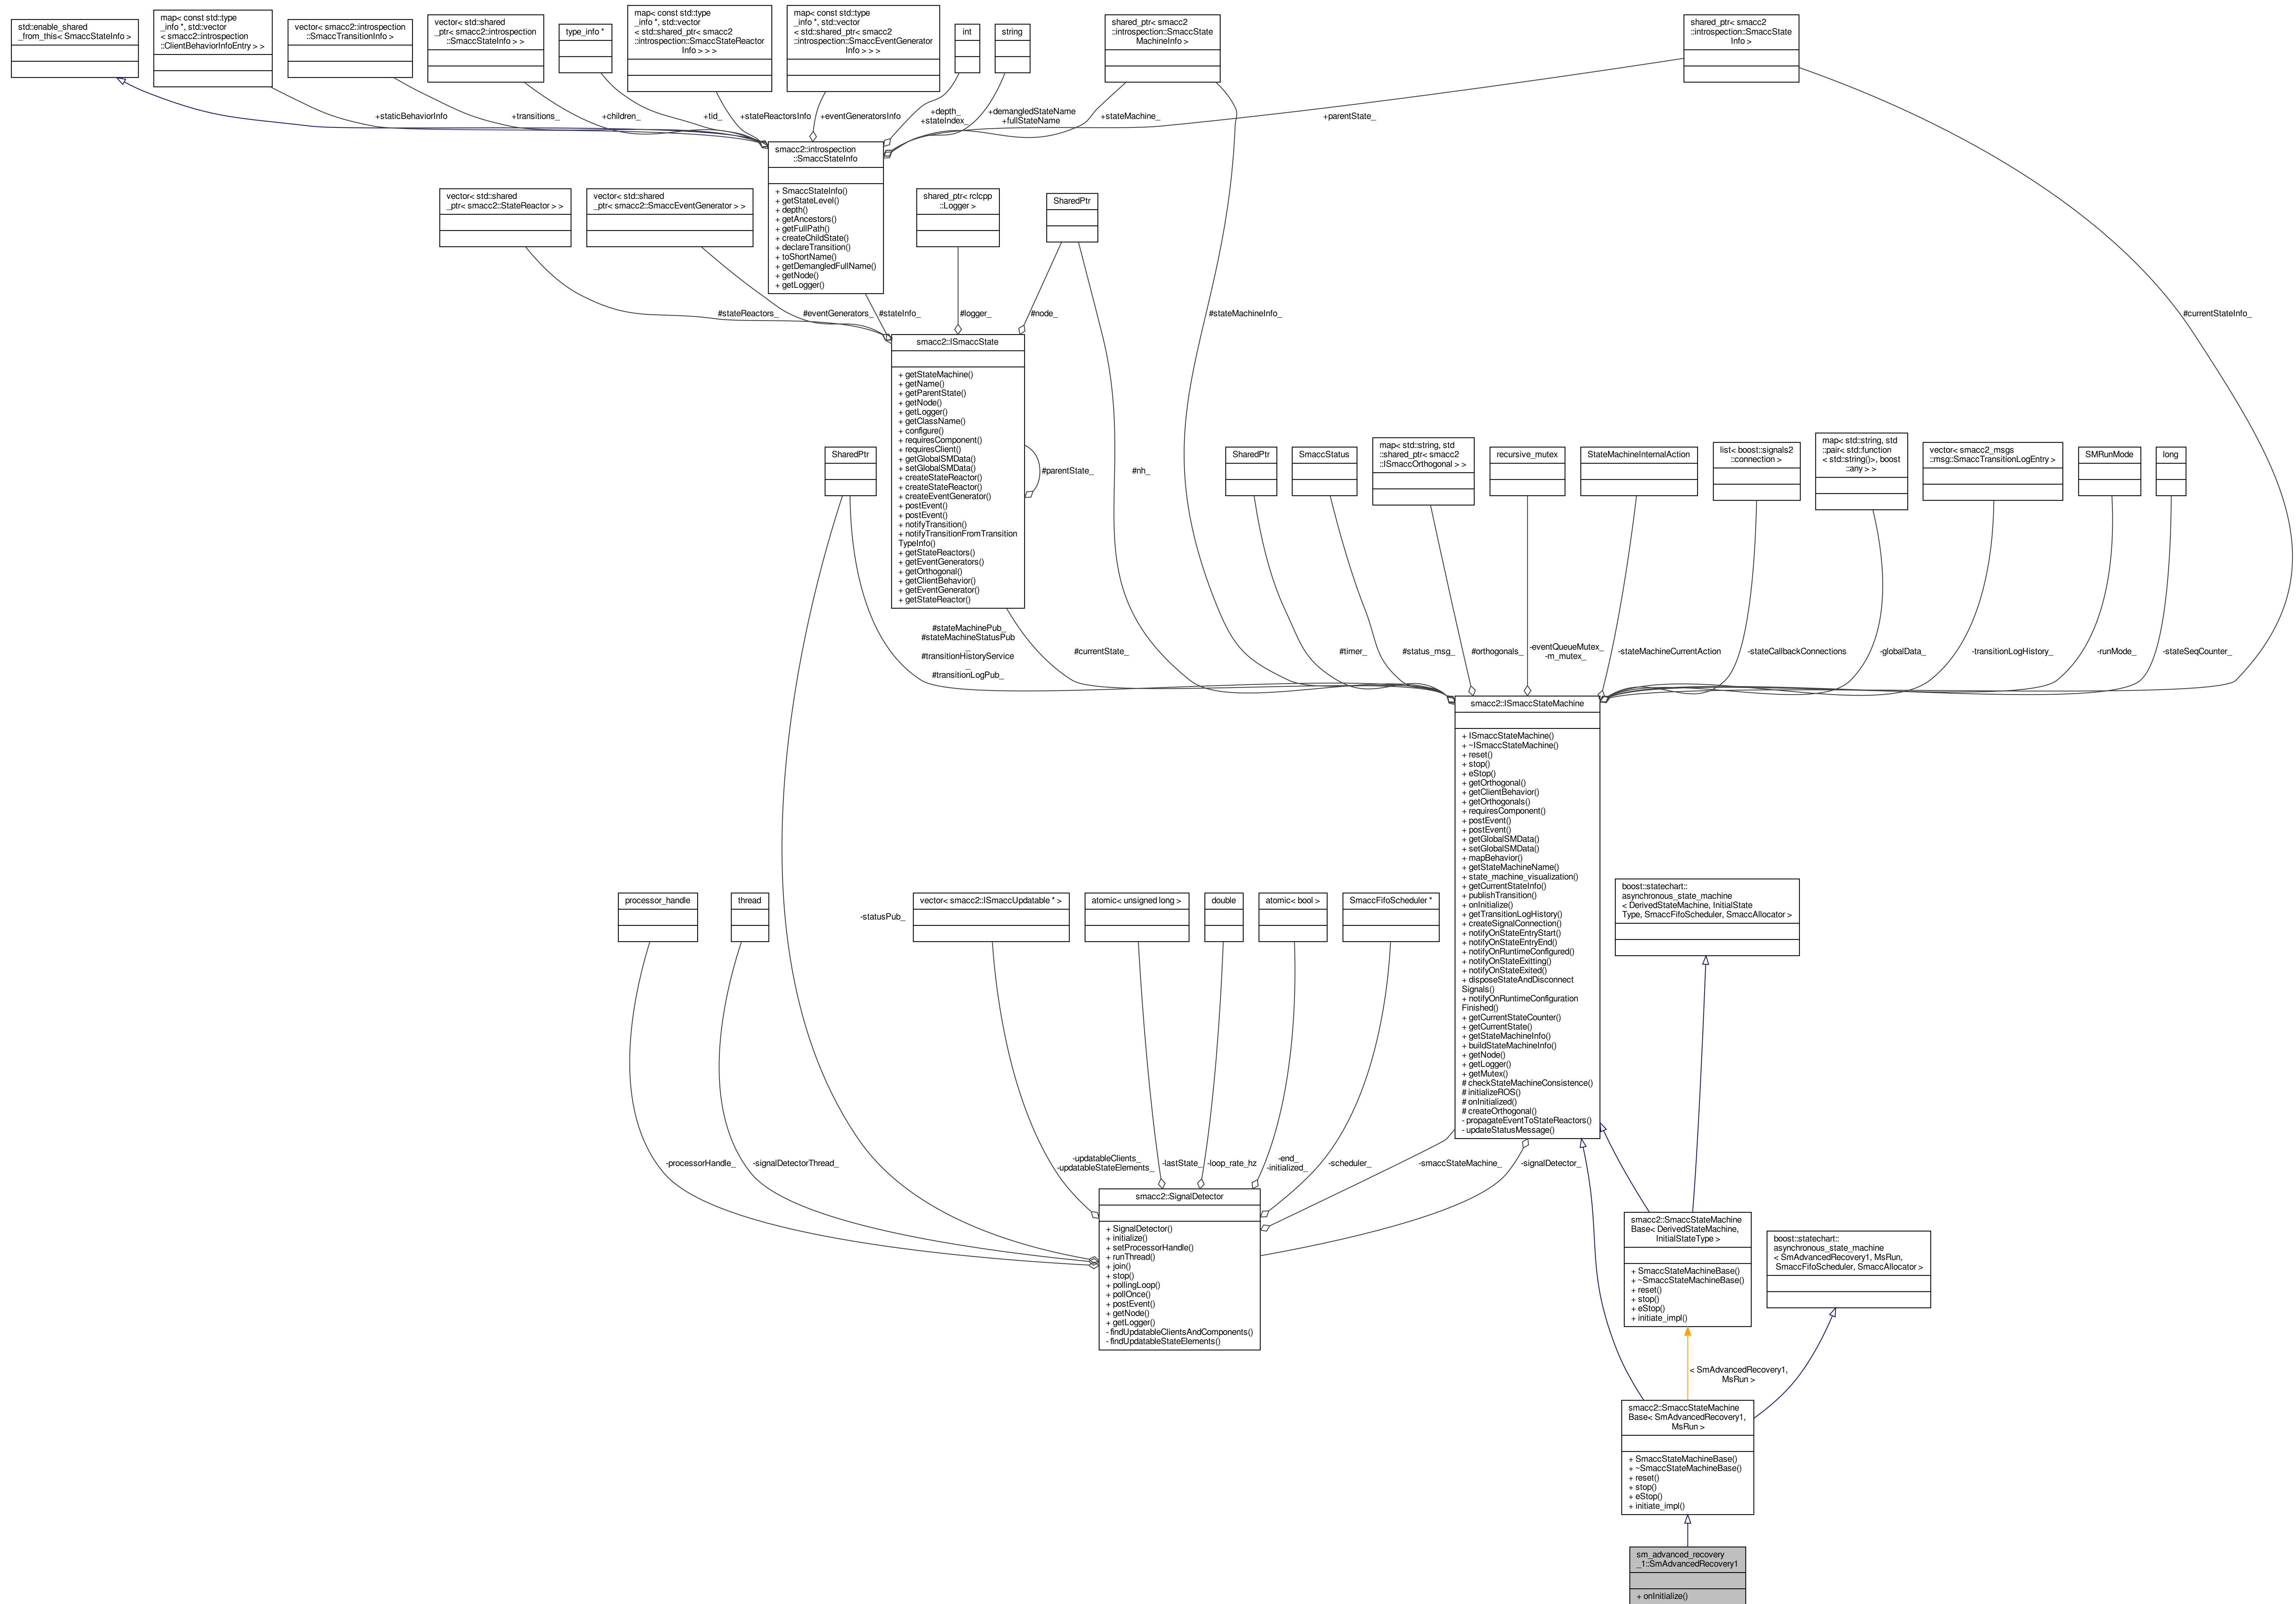 std::enable_shared
_from_this< SmaccStateInfo >
map< const std::type
_info *, std::vector
< smacc2::introspection
::ClientBehaviorInfoEntry > >
vector< smacc2::introspection
::SmaccTransitionInfo >
vector< std::shared
_ptr< smacc2::introspection
::SmaccStateInfo > >
type_info *
map< const std::type
_info *, std::vector
< std::shared_ptr< smacc2
::introspection::SmaccStateReactor
Info > > >
map< const std::type
_info *, std::vector
< std::shared_ptr< smacc2
::introspection::SmaccEventGenerator
Info > > >
int
string
shared_ptr< smacc2
::introspection::SmaccState
MachineInfo >
shared_ptr< smacc2
::introspection::SmaccState
Info >
+staticBehaviorInfo
+transitions_
+children_
+tid_
+stateReactorsInfo
+eventGeneratorsInfo
+depth_
+stateIndex_
+demangledStateName
+fullStateName
+stateMachine_
+parentState_
smacc2::introspection
::SmaccStateInfo
+ SmaccStateInfo()
+ getStateLevel()
+ depth()
+ getAncestors()
+ getFullPath()
+ createChildState()
+ declareTransition()
+ toShortName()
+ getDemangledFullName()
+ getNode()
+ getLogger()
vector< std::shared
_ptr< smacc2::StateReactor > >
vector< std::shared
_ptr< smacc2::SmaccEventGenerator > >
shared_ptr< rclcpp
::Logger >
SharedPtr
#stateReactors_
#eventGenerators_
#stateInfo_
#logger_
#node_
#stateMachineInfo_
#currentStateInfo_
smacc2::ISmaccState
+ getStateMachine()
+ getName()
+ getParentState()
+ getNode()
+ getLogger()
+ getClassName()
+ configure()
+ requiresComponent()
+ requiresClient()
+ getGlobalSMData()
+ setGlobalSMData()
+ createStateReactor()
+ createStateReactor()
+ createEventGenerator()
+ postEvent()
+ postEvent()
+ notifyTransition()
+ notifyTransitionFromTransition
TypeInfo()
+ getStateReactors()
+ getEventGenerators()
+ getOrthogonal()
+ getClientBehavior()
+ getEventGenerator()
+ getStateReactor()
#parentState_
#nh_
SharedPtr
SharedPtr
SmaccStatus
map< std::string, std
::shared_ptr< smacc2
::ISmaccOrthogonal > >
recursive_mutex
StateMachineInternalAction
list< boost::signals2
::connection >
map< std::string, std
::pair< std::function
< std::string()>, boost
::any > >
vector< smacc2_msgs
::msg::SmaccTransitionLogEntry >
SMRunMode
long
#stateMachinePub_
#stateMachineStatusPub
_
#transitionHistoryService
_
#transitionLogPub_
#currentState_
#timer_
#status_msg_
#orthogonals_
-eventQueueMutex_
-m_mutex_
-stateMachineCurrentAction
-stateCallbackConnections
-globalData_
-transitionLogHistory_
-runMode_
-stateSeqCounter_
smacc2::ISmaccStateMachine
+ ISmaccStateMachine()
+ ~ISmaccStateMachine()
+ reset()
+ stop()
+ eStop()
+ getOrthogonal()
+ getClientBehavior()
+ getOrthogonals()
+ requiresComponent()
+ postEvent()
+ postEvent()
+ getGlobalSMData()
+ setGlobalSMData()
+ mapBehavior()
+ getStateMachineName()
+ state_machine_visualization()
+ getCurrentStateInfo()
+ publishTransition()
+ onInitialize()
+ getTransitionLogHistory()
+ createSignalConnection()
+ notifyOnStateEntryStart()
+ notifyOnStateEntryEnd()
+ notifyOnRuntimeConfigured()
+ notifyOnStateExitting()
+ notifyOnStateExited()
+ disposeStateAndDisconnect
Signals()
+ notifyOnRuntimeConfiguration
Finished()
+ getCurrentStateCounter()
+ getCurrentState()
+ getStateMachineInfo()
+ buildStateMachineInfo()
+ getNode()
+ getLogger()
+ getMutex()
# checkStateMachineConsistence()
# initializeROS()
# onInitialized()
# createOrthogonal()
- propagateEventToStateReactors()
- updateStatusMessage()
processor_handle
thread
-statusPub_
vector< smacc2::ISmaccUpdatable * >
atomic< unsigned long >
double
atomic< bool >
SmaccFifoScheduler *
boost::statechart::
asynchronous_state_machine
< DerivedStateMachine, InitialState
Type, SmaccFifoScheduler, SmaccAllocator >
-processorHandle_
-signalDetectorThread_
-updatableClients_
-updatableStateElements_
-lastState_
-loop_rate_hz
-end_
-initialized_
-scheduler_
-smaccStateMachine_
-signalDetector_
smacc2::SignalDetector
+ SignalDetector()
+ initialize()
+ setProcessorHandle()
+ runThread()
+ join()
+ stop()
+ pollingLoop()
+ pollOnce()
+ postEvent()
+ getNode()
+ getLogger()
- findUpdatableClientsAndComponents()
- findUpdatableStateElements()
smacc2::SmaccStateMachine
Base< DerivedStateMachine,
InitialStateType >
+ SmaccStateMachineBase()
+ ~SmaccStateMachineBase()
+ reset()
+ stop()
+ eStop()
+ initiate_impl()
boost::statechart::
asynchronous_state_machine
< SmAdvancedRecovery1, MsRun,
SmaccFifoScheduler, SmaccAllocator >
< SmAdvancedRecovery1,
MsRun >
smacc2::SmaccStateMachine
Base< SmAdvancedRecovery1,
MsRun >
+ SmaccStateMachineBase()
+ ~SmaccStateMachineBase()
+ reset()
+ stop()
+ eStop()
+ initiate_impl()
sm_advanced_recovery
_1::SmAdvancedRecovery1
+ onInitialize()